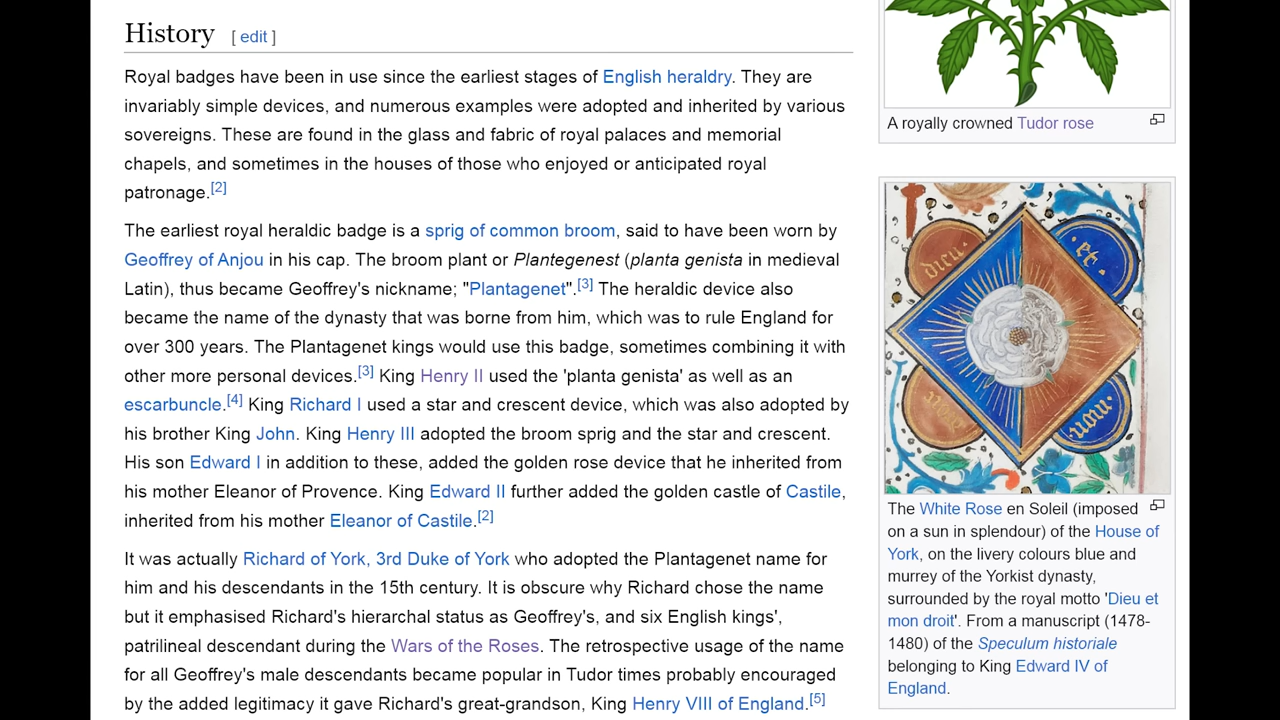 History [ edit ]
Royal badges have been in use since the earliest stages of English heraldry. They are
invariably simple devices, and numerous examples were adopted and inherited by various
sovereigns. These are found in the glass and fabric of royal palaces and memorial
chapels, and sometimes in the houses of those who enjoyed or anticipated royal
patronage.[2]
The earliest royal heraldic badge is a sprig of common broom, said to have been worn by
Geoffrey of Anjou in his cap. The broom plant or Plantegenest (planta genista in medieval
Latin), thus became Geoffrey's nickname; "Plantagenet".[3] The heraldic device also
became the name of the dynasty that was borne from him, which was to rule England for
over 300 years. The Plantagenet kings would use this badge, sometimes combining it with
other more personal devices.[3] King Henry II used the 'planta genista' as well as an
escarbuncle.[4] King Richard I used a star and crescent device, which was also adopted by
his brother King John. King Henry III adopted the broom sprig and the star and crescent.
His son Edward I in addition to these, added the golden rose device that he inherited from
his mother Eleanor of Provence. King Edward II further added the golden castle of Castile,
inherited from his mother Eleanor of Castile.[2]
It was actually Richard of York, 3rd Duke of York who adopted the Plantagenet name for
him and his descendants in the 15th century. It is obscure why Richard chose the name
but it emphasised Richard's hierarchal status as Geoffrey's, and six English kings',
patrilineal descendant during the Wars of the Roses. The retrospective usage of the name
for all Geoffrey's male descendants became popular in Tudor times probably encouraged
by the added legitimacy it gave Richard's great-grandson, King Henry VIII of England.[5]
A royally crowned Tudor rose
dieu
et
mon
The White Rose en Soleil (imposed
on a sun in splendour) of the House of
York, on the livery colours blue and
murrey of the Yorkist dynasty,
surrounded by the royal motto 'Dieu et
mon droit'. From a manuscript (1478-
1480) of the Speculum historiale
belonging to King Edward IV of
England.